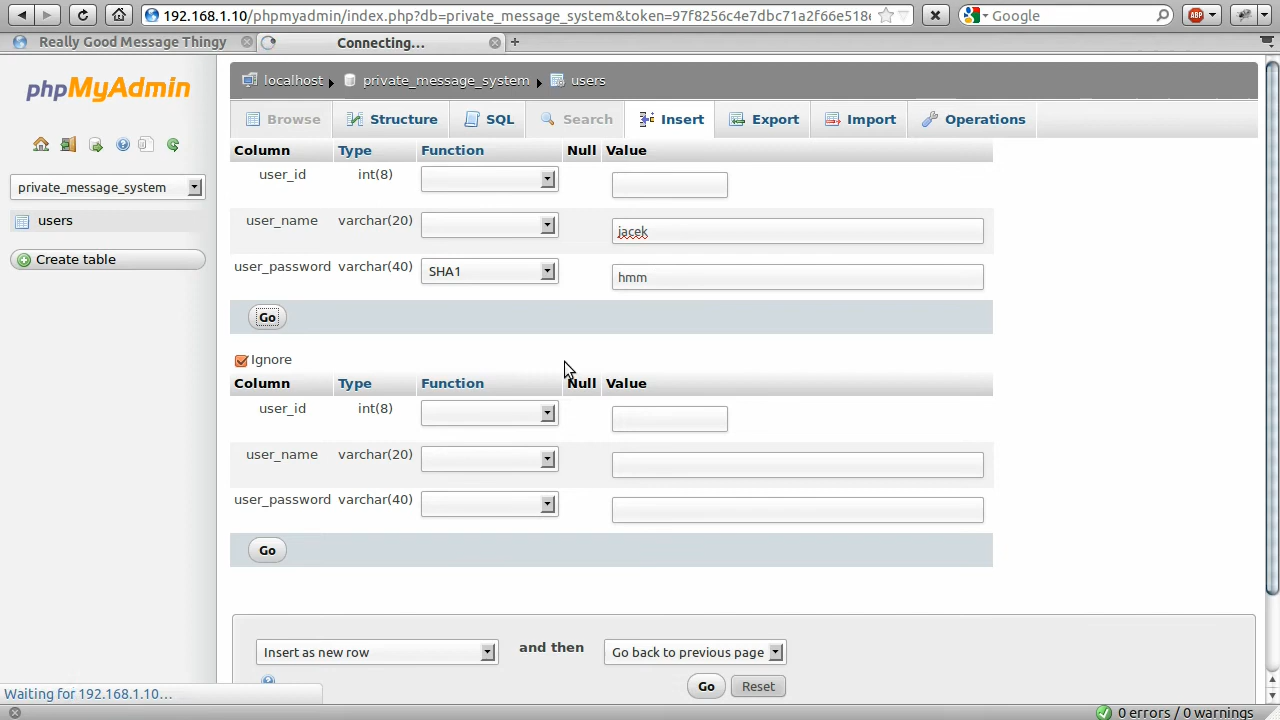 192.168.1.10/phpmyadmin/index.php?db=private_message_system&token=97f8256c4e7dbc71a2f66e518
Google
ABP
Really Good Message Thingy
Connecting...
phpMyAdmin
localhost
private_message_system
users
Browse
Structure
SQL
Search
Insert
Export
Import
Operations
private_message_system
users
Create table
Column Type Function Null Value
user_id int(8)
user_name varchar(20) jacek
user_password varchar(40) SHA1 hmm
Go
Ignore
Column Type Function Null Value
user_id int(8)
user_name varchar(20)
user_password varchar(40)
Go
Insert as new row and then Go back to previous page
Go Reset
Waiting for 192.168.1.10...
0 errors / 0 warnings